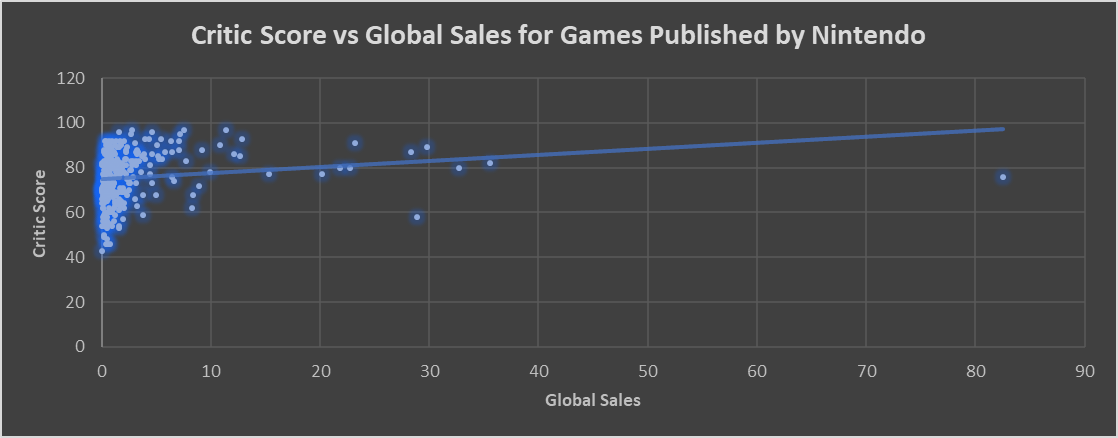 Critic Score vs Global Sales for Games Published by Nintendo
120
100
80
60
40
20
0
Critic Score
0 10 20 30 40 50 60 70 80 90
Global Sales